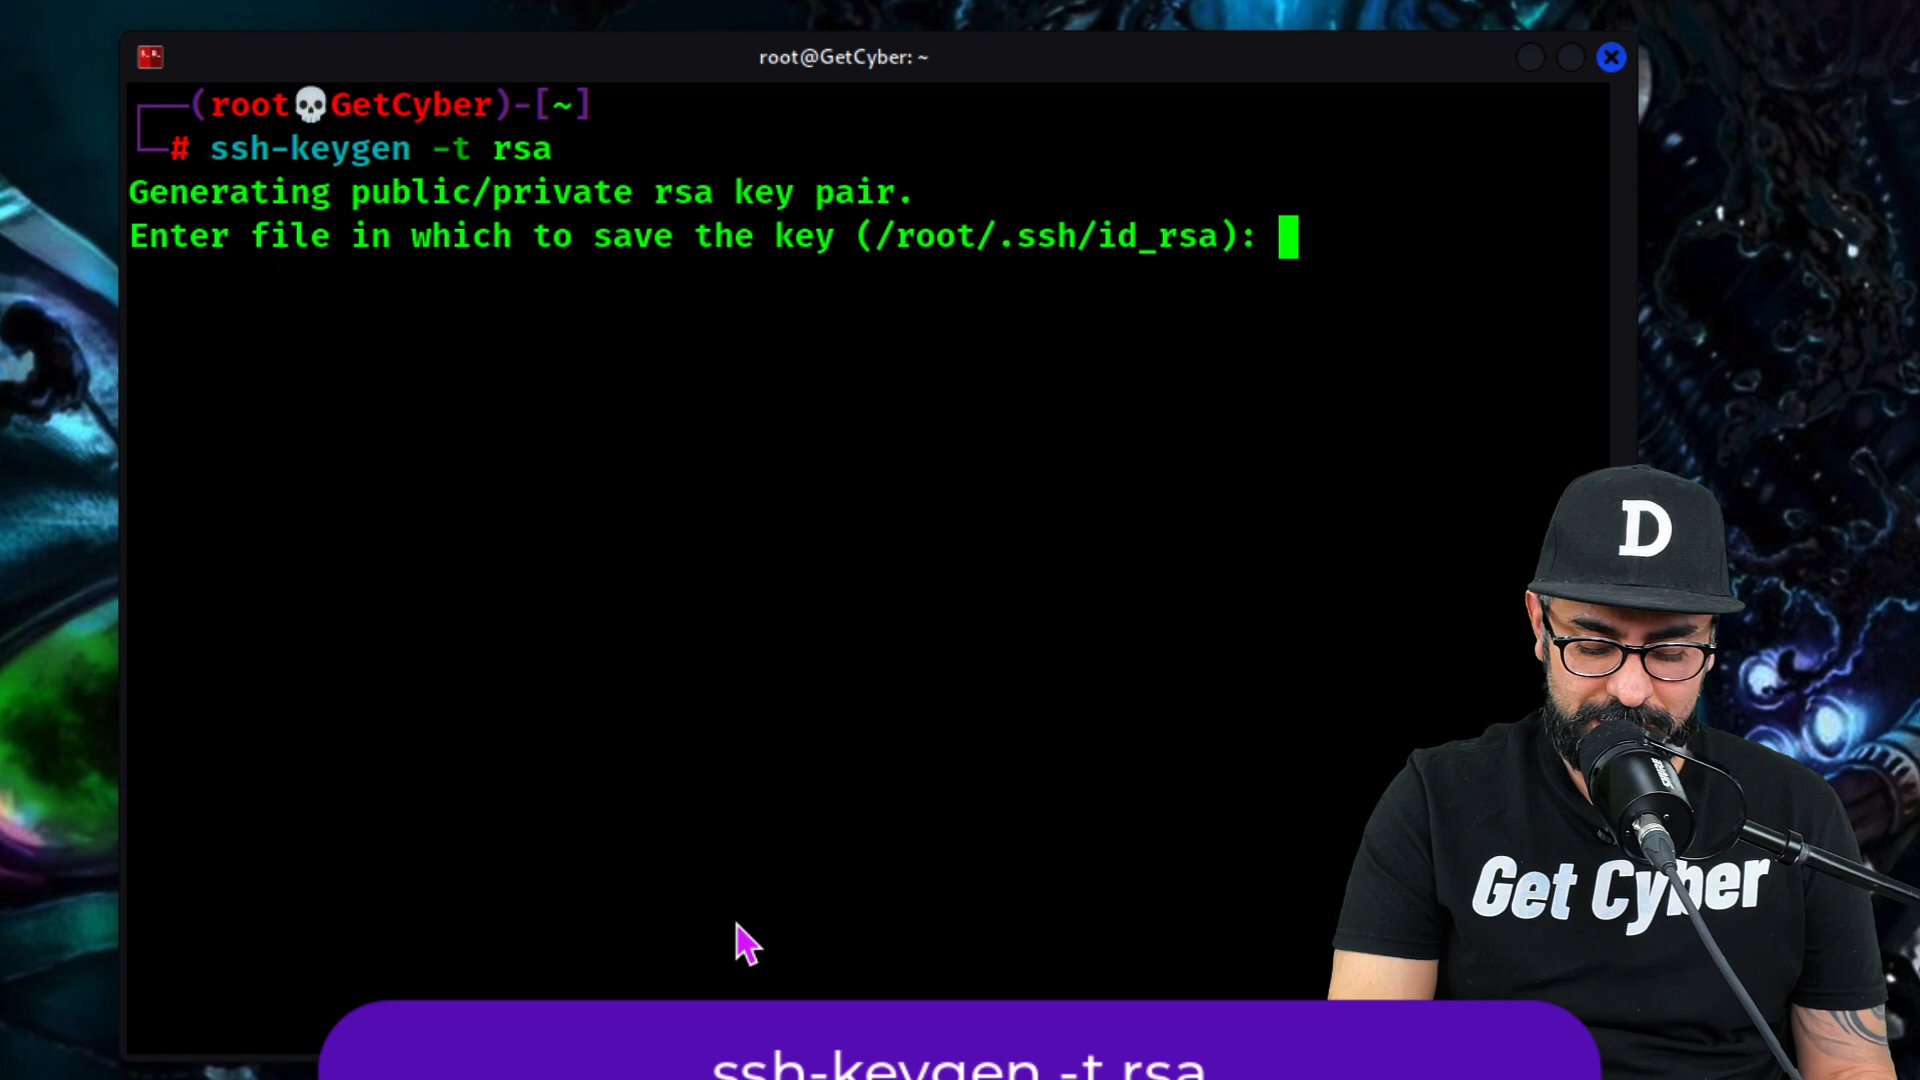 root@GetCyber: ~
┌──(root💀GetCyber)-[~]
└─# ssh-keygen -t rsa
Generating public/private rsa key pair.
Enter file in which to save the key (/root/.ssh/id_rsa):
D
SHURE
Get Cyber
ssh-keygen -t rsa